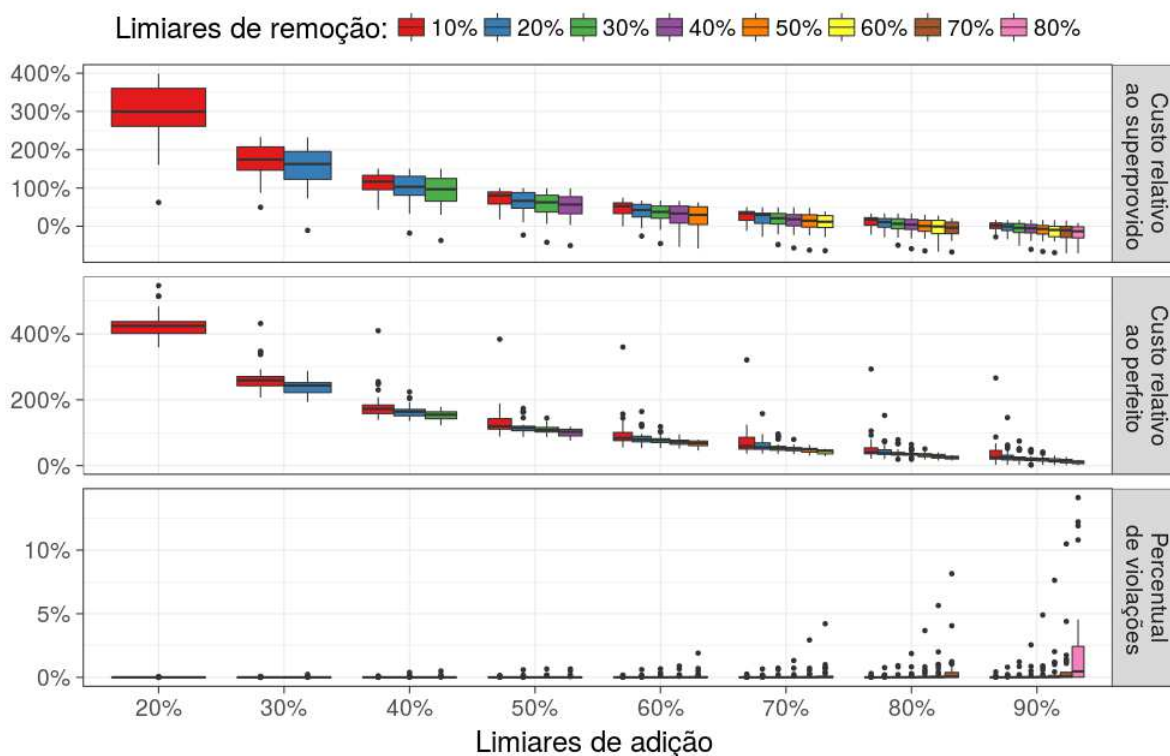 Limiares de remoção: 10% 20% 30% 40% 50% 60% 70% 80%
400%
300%
200%
100%
0%
Custo relativo
ao superprovido
400%
200%
0%
Custo relativo
ao perfeito
10%
5%
0%
Percentual
de violações
20% 30% 40% 50% 60% 70% 80% 90%
Limiares de adição